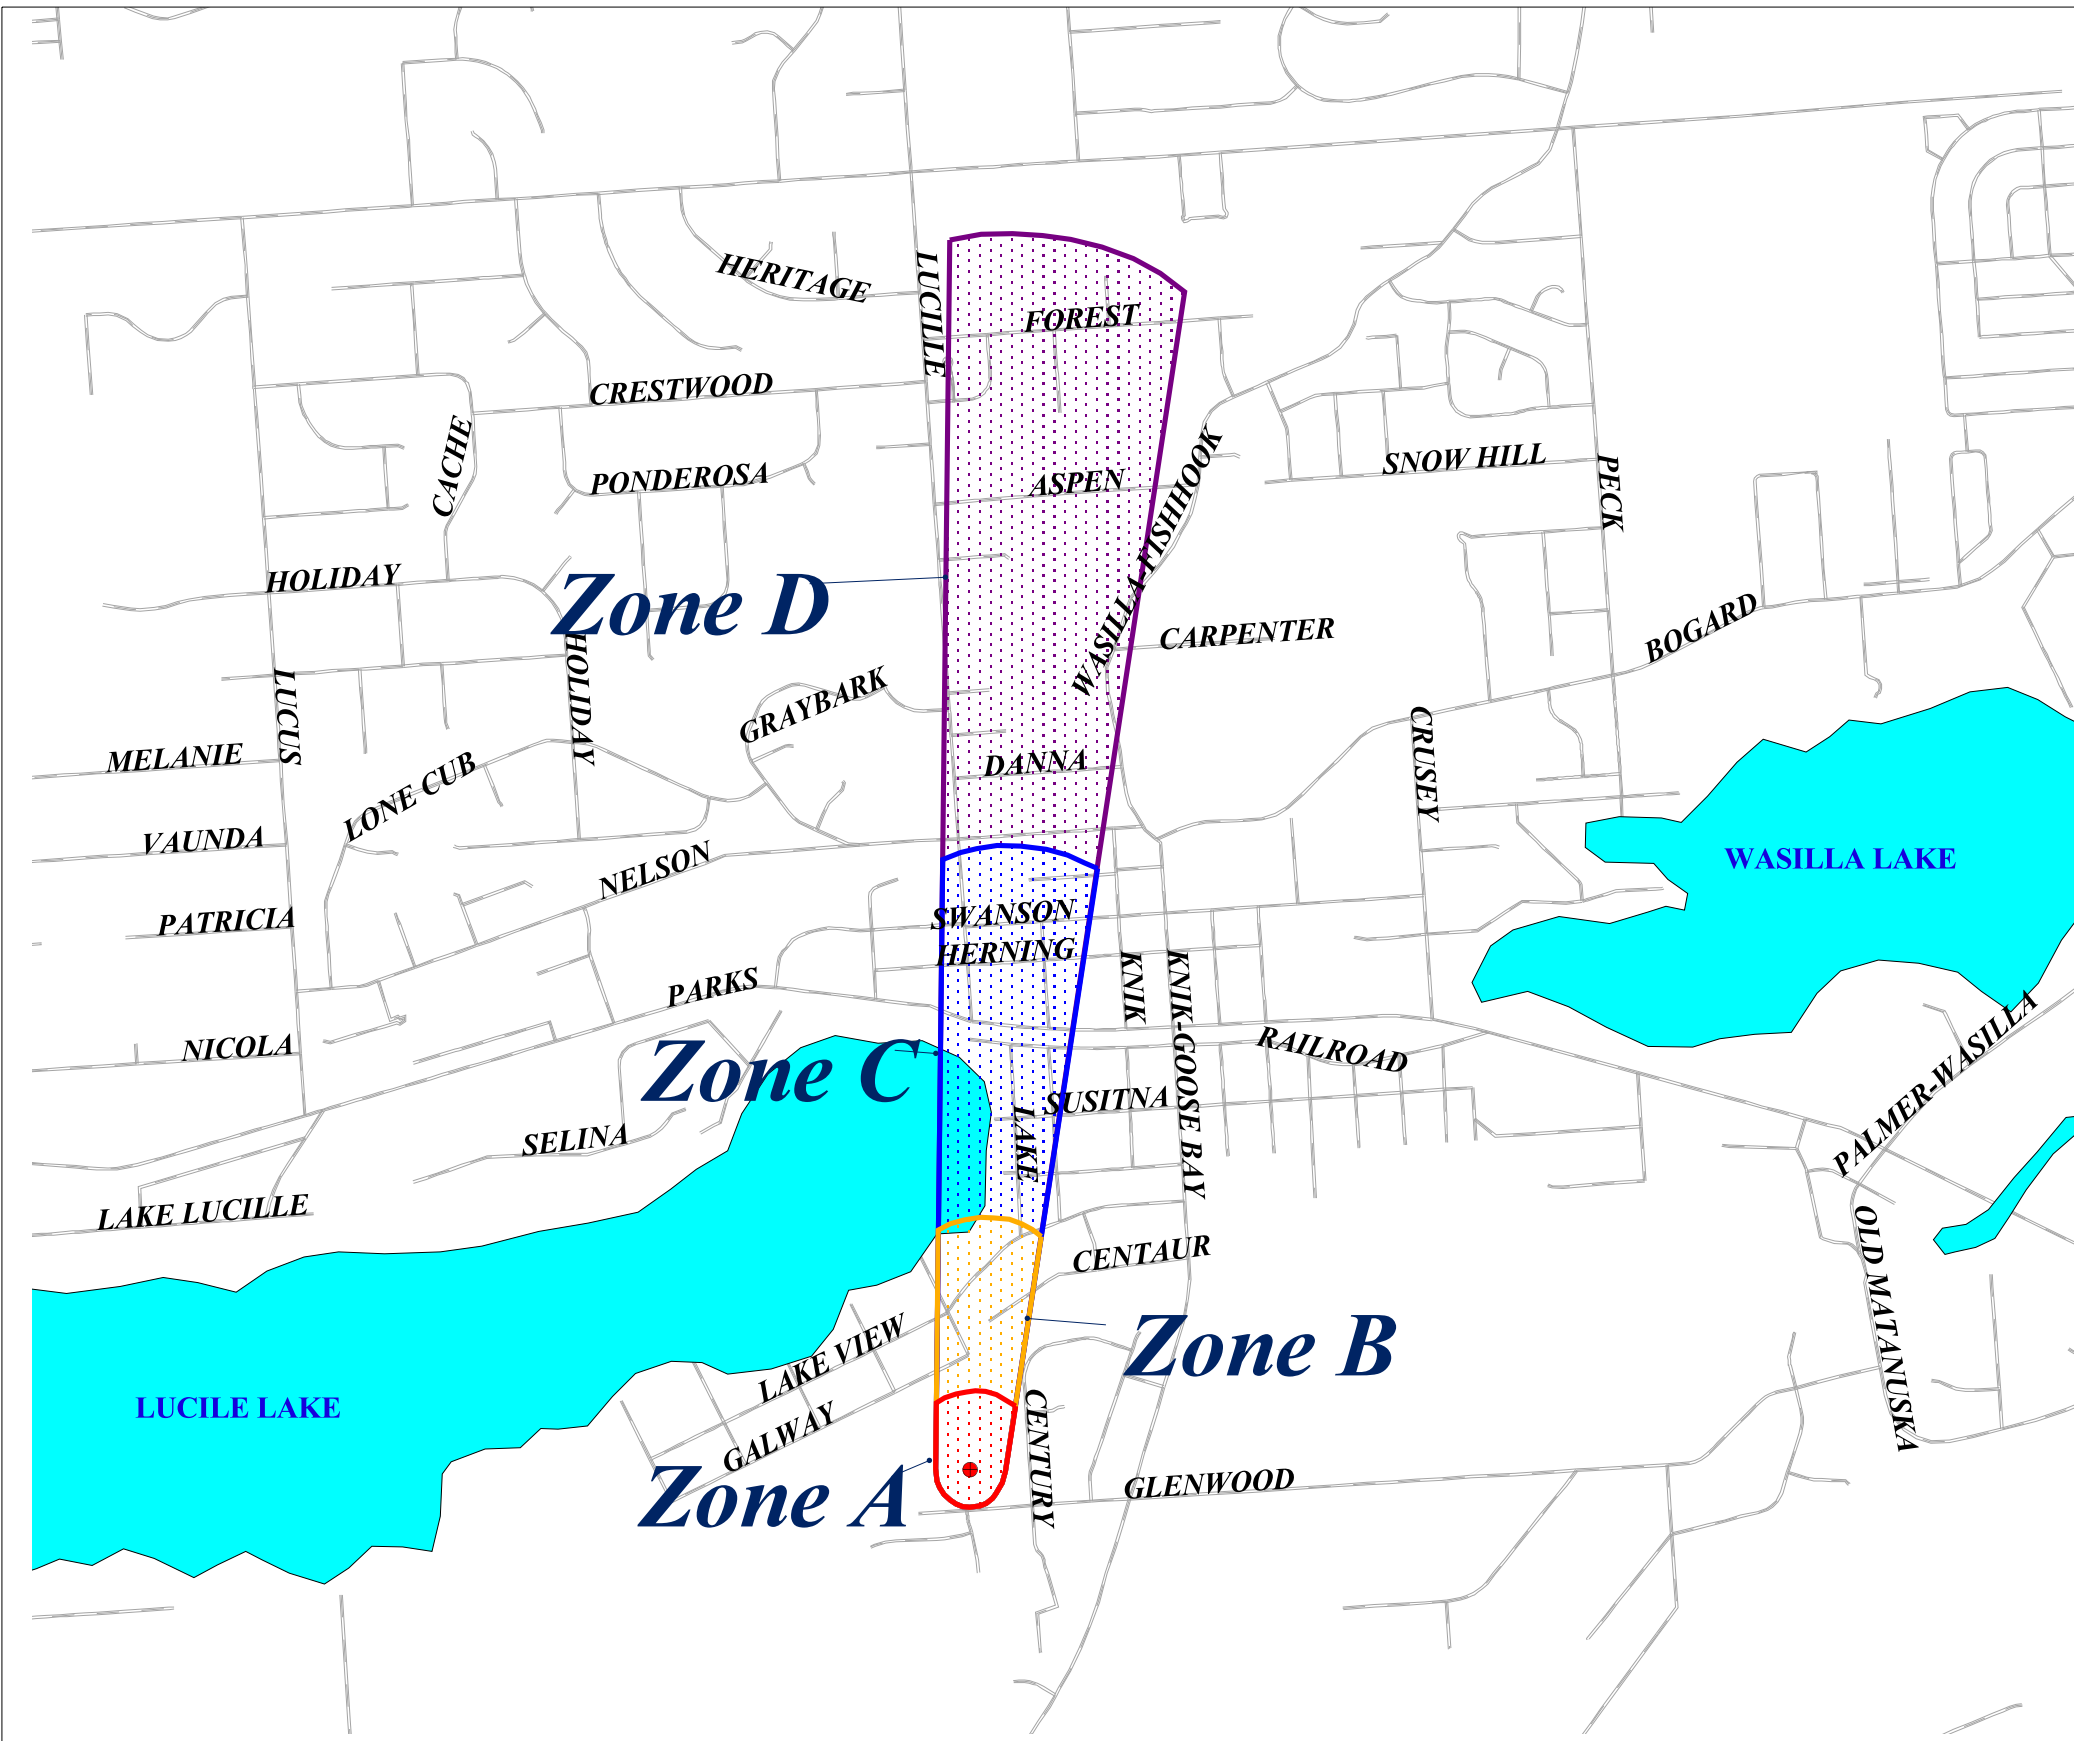 HERITAGE
LUCILLE
FOREST
CRESTWOOD
CACHE
PONDEROSA
ASPEN
WASILLA-FISHHOOK
SNOW HILL
PECK
HOLIDAY
Zone D
HOLIDAY
CARPENTER
BOGARD
LUCUS
GRAYBARK
MELANIE
LONE CUB
DANNA
CRUSEY
VAUNDA
NELSON
WASILLA LAKE
PATRICIA
SWANSON
HERNING
PARKS
KNIK
KNIK-GOOSE BAY
NICOLA
RAILROAD
Zone C
SUSITNA
PALMER-WASILLA
SELINA
LAKE
LAKE LUCILLE
CENTAUR
OLD MATANUSKA
LAKE VIEW
Zone B
LUCILE LAKE
GALWAY
CENTURY
Zone A
GLENWOOD